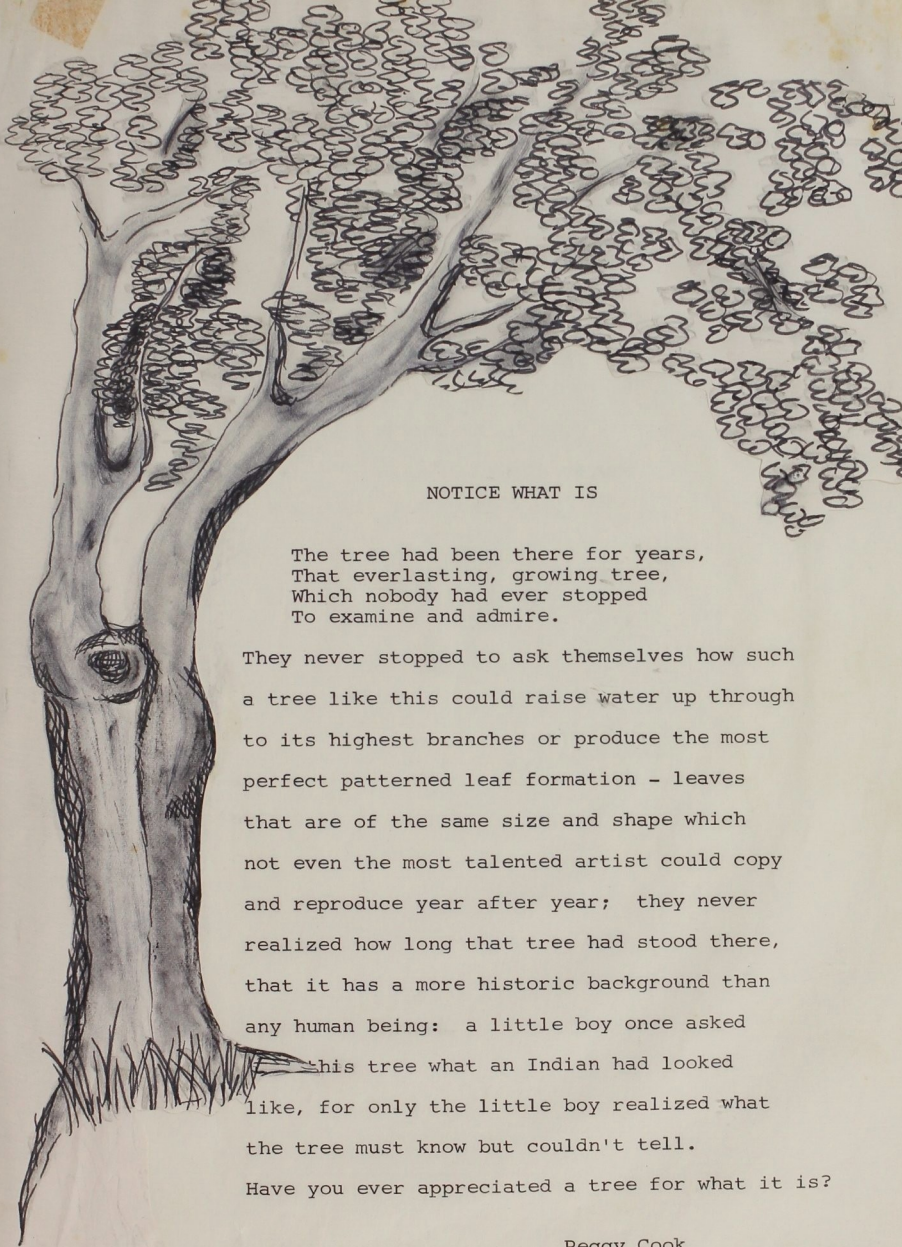 NOTICE WHAT IS
The tree had been there for years,
That everlasting, growing tree,
Which nobody had ever stopped
To examine and admire.
They never stopped to ask themselves how such
a tree like this could raise water up through
to its highest branches or produce the most
perfect patterned leaf formation - leaves
that are of the same size and shape which
not even the most talented artist could copy
and reproduce year after year;  they never
realized how long that tree had stood there,
that it has a more historic background than
any human being:  a little boy once asked
this tree what an Indian had looked
like, for only the little boy realized what
the tree must know but couldn't tell.
Have you ever appreciated a tree for what it is?
Peggy Cook